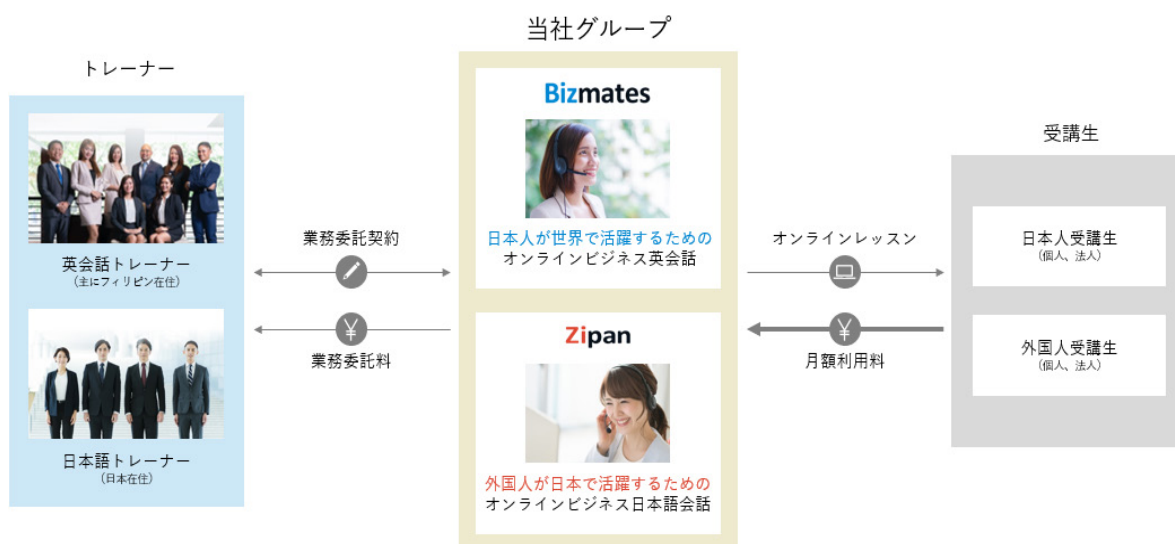 当社グループ
トレーナー
英会話トレーナー
(主にフィリピン在住)
日本語トレーナー
(日本在住)
業務委託契約
¥
業務委託料
Bizmates
日本人が世界で活躍するための
オンラインビジネス英会話
Zipan
外国人が日本で活躍するための
オンラインビジネス日本語会話
オンラインレッスン
¥
月額利用料
受講生
日本人受講生
(個人、法人)
外国人受講生
(個人、法人)